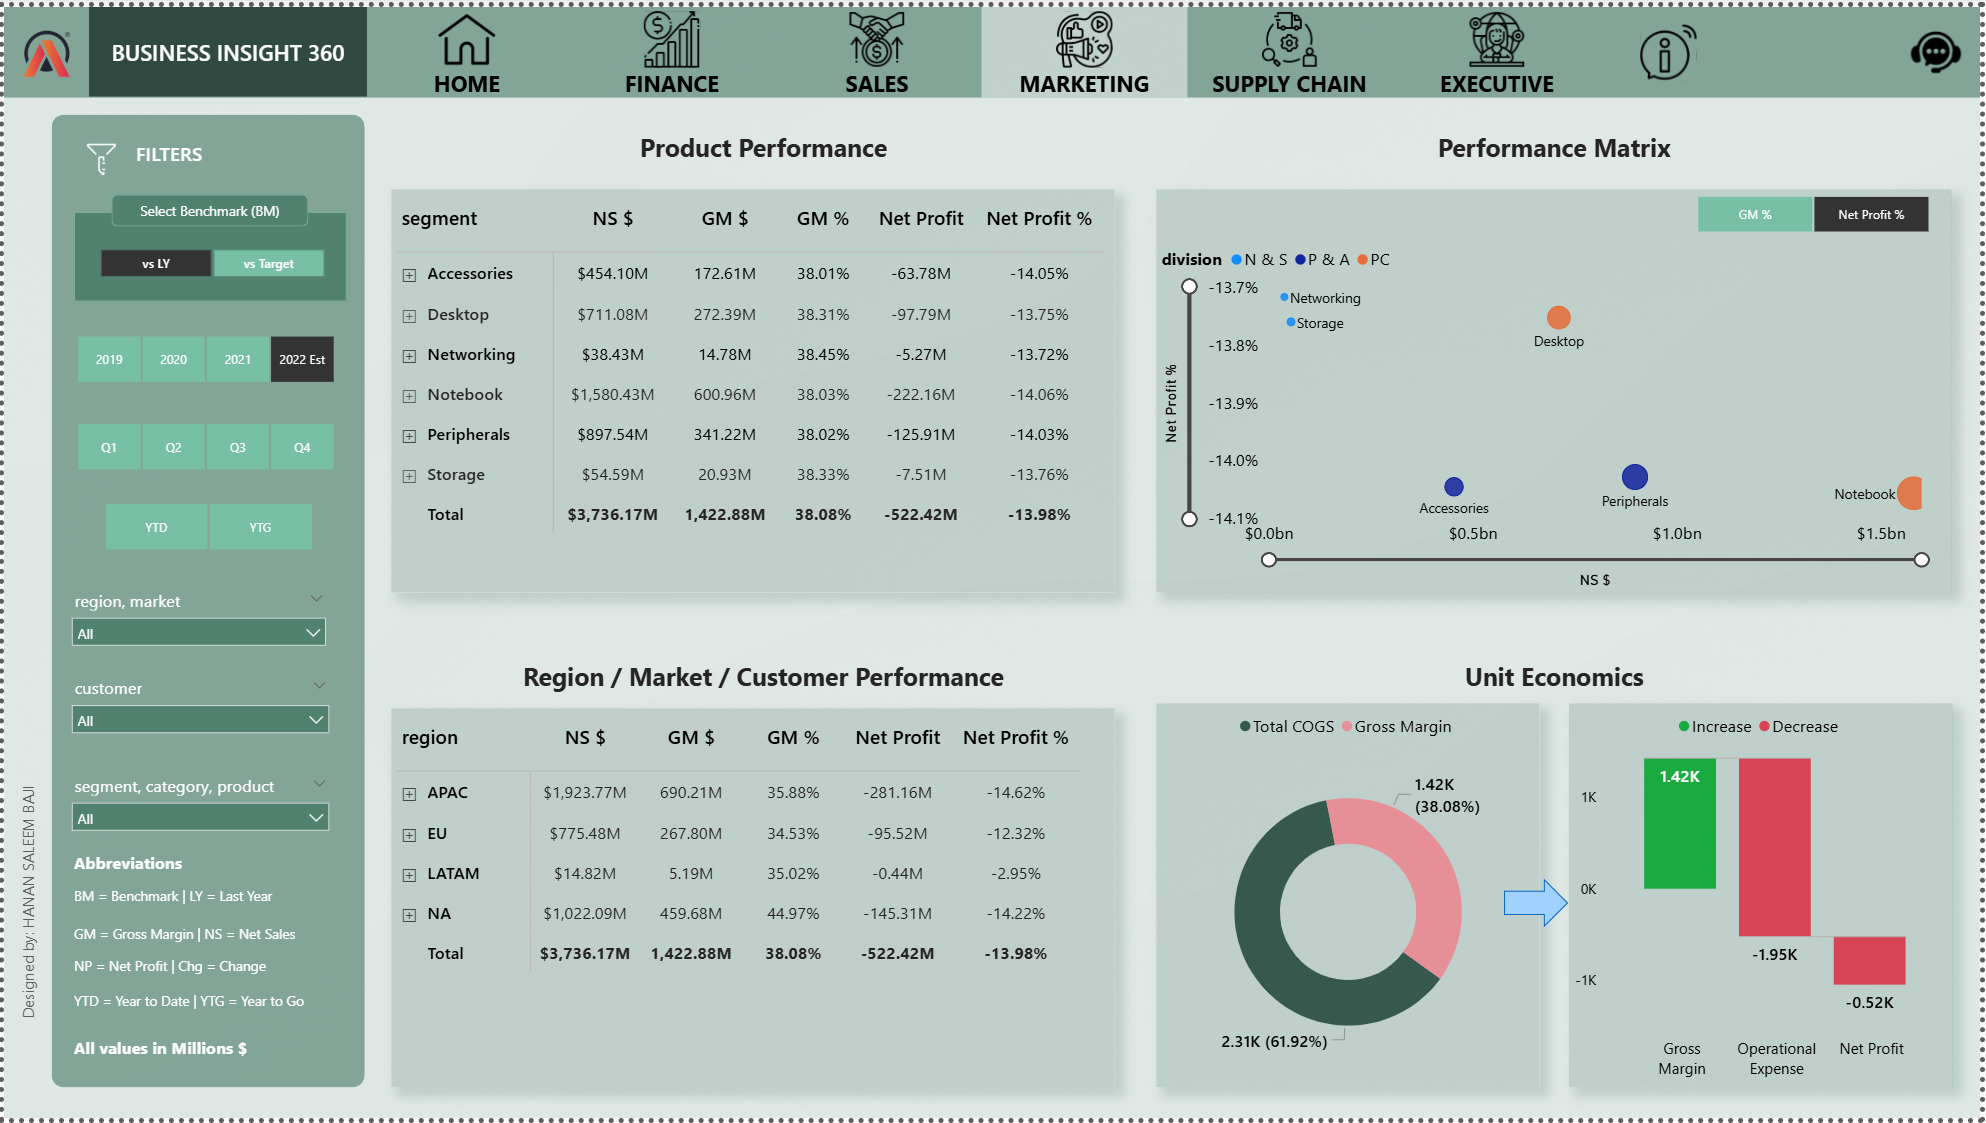 BUSINESS INSIGHT 360
HOME
FINANCE
SALES
MARKETING
SUPPLY CHAIN
EXECUTIVE
FILTERS
Select Benchmark (BM)
vs LY
vs Target
2019 2020 2021 2022 Est
Q1 Q2 Q3 Q4
YTD YTG
region, market
All
customer
All
segment, category, product
All
Abbreviations
BM = Benchmark | LY = Last Year
GM = Gross Margin | NS = Net Sales
NP = Net Profit | Chg = Change
YTD = Year to Date | YTG = Year to Go
All values in Millions $
Designed by: HANAN SALEEM BAJI
Product Performance
segment NS $ GM $ GM % Net Profit Net Profit %
Accessories $454.10M 172.61M 38.01% -63.78M -14.05%
Desktop $711.08M 272.39M 38.31% -97.79M -13.75%
Networking $38.43M 14.78M 38.45% -5.27M -13.72%
Notebook $1,580.43M 600.96M 38.03% -222.16M -14.06%
Peripherals $897.54M 341.22M 38.02% -125.91M -14.03%
Storage $54.59M 20.93M 38.33% -7.51M -13.76%
Total $3,736.17M 1,422.88M 38.08% -522.42M -13.98%
Performance Matrix
GM % Net Profit %
division N & S P & A PC
Net Profit %
-13.7%
-13.8%
-13.9%
-14.0%
-14.1%
Networking
Storage
Desktop
Notebook
Peripherals
Accessories
$0.0bn $0.5bn $1.0bn $1.5bn
NS $
Region / Market / Customer Performance
region NS $ GM $ GM % Net Profit Net Profit %
APAC $1,923.77M 690.21M 35.88% -281.16M -14.62%
EU $775.48M 267.80M 34.53% -95.52M -12.32%
LATAM $14.82M 5.19M 35.02% -0.44M -2.95%
NA $1,022.09M 459.68M 44.97% -145.31M -14.22%
Total $3,736.17M 1,422.88M 38.08% -522.42M -13.98%
Unit Economics
Total COGS Gross Margin
1.42K
(38.08%)
2.31K (61.92%)
Increase Decrease
1K
0K
-1K
1.42K
-1.95K
-0.52K
Gross
Margin
Operational
Expense
Net Profit